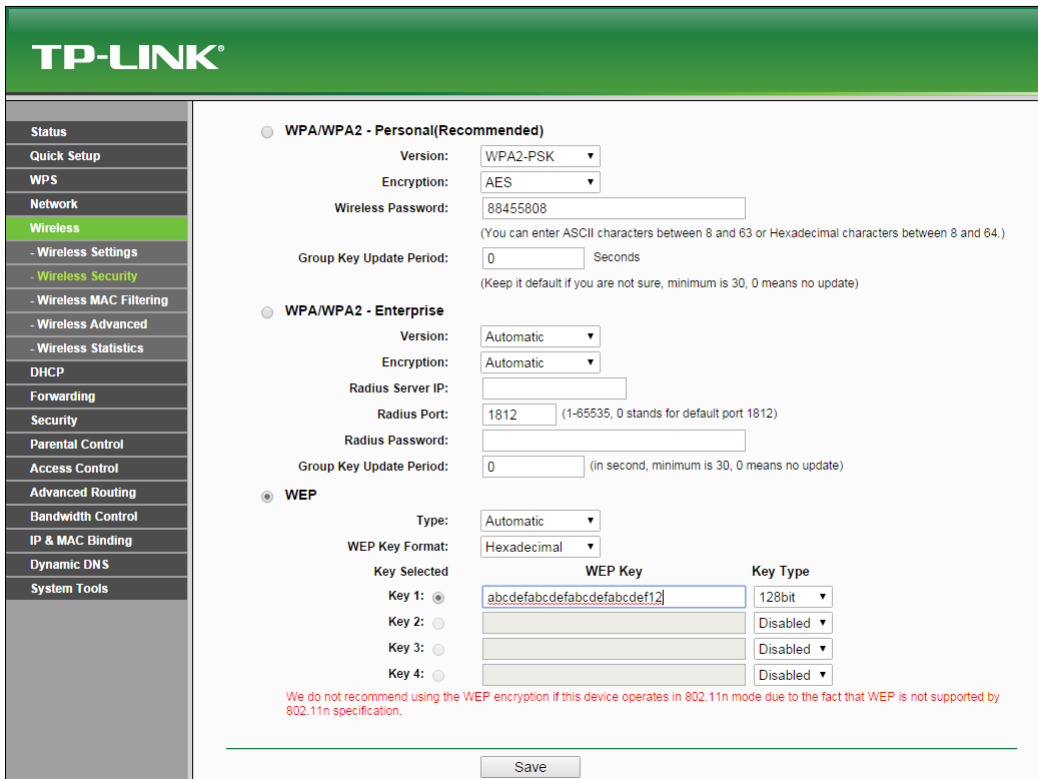 TP-LINK®
Status
Quick Setup
WPS
Network
Wireless
- Wireless Settings
- Wireless Security
- Wireless MAC Filtering
- Wireless Advanced
- Wireless Statistics
DHCP
Forwarding
Security
Parental Control
Access Control
Advanced Routing
Bandwidth Control
IP & MAC Binding
Dynamic DNS
System Tools
WPA/WPA2 - Personal(Recommended)
Version: WPA2-PSK
Encryption: AES
Wireless Password: 88455808
(You can enter ASCII characters between 8 and 63 or Hexadecimal characters between 8 and 64.)
Group Key Update Period: 0 Seconds
(Keep it default if you are not sure, minimum is 30, 0 means no update)
WPA/WPA2 - Enterprise
Version: Automatic
Encryption: Automatic
Radius Server IP:
Radius Port: 1812 (1-65535, 0 stands for default port 1812)
Radius Password:
Group Key Update Period: 0 (in second, minimum is 30, 0 means no update)
WEP
Type: Automatic
WEP Key Format: Hexadecimal
Key Selected WEP Key Key Type
Key 1: abcdefabcdefabcdefabcdef12 128bit
Key 2: Disabled
Key 3: Disabled
Key 4: Disabled
We do not recommend using the WEP encryption if this device operates in 802.11n mode due to the fact that WEP is not supported by
802.11n specification.
Save